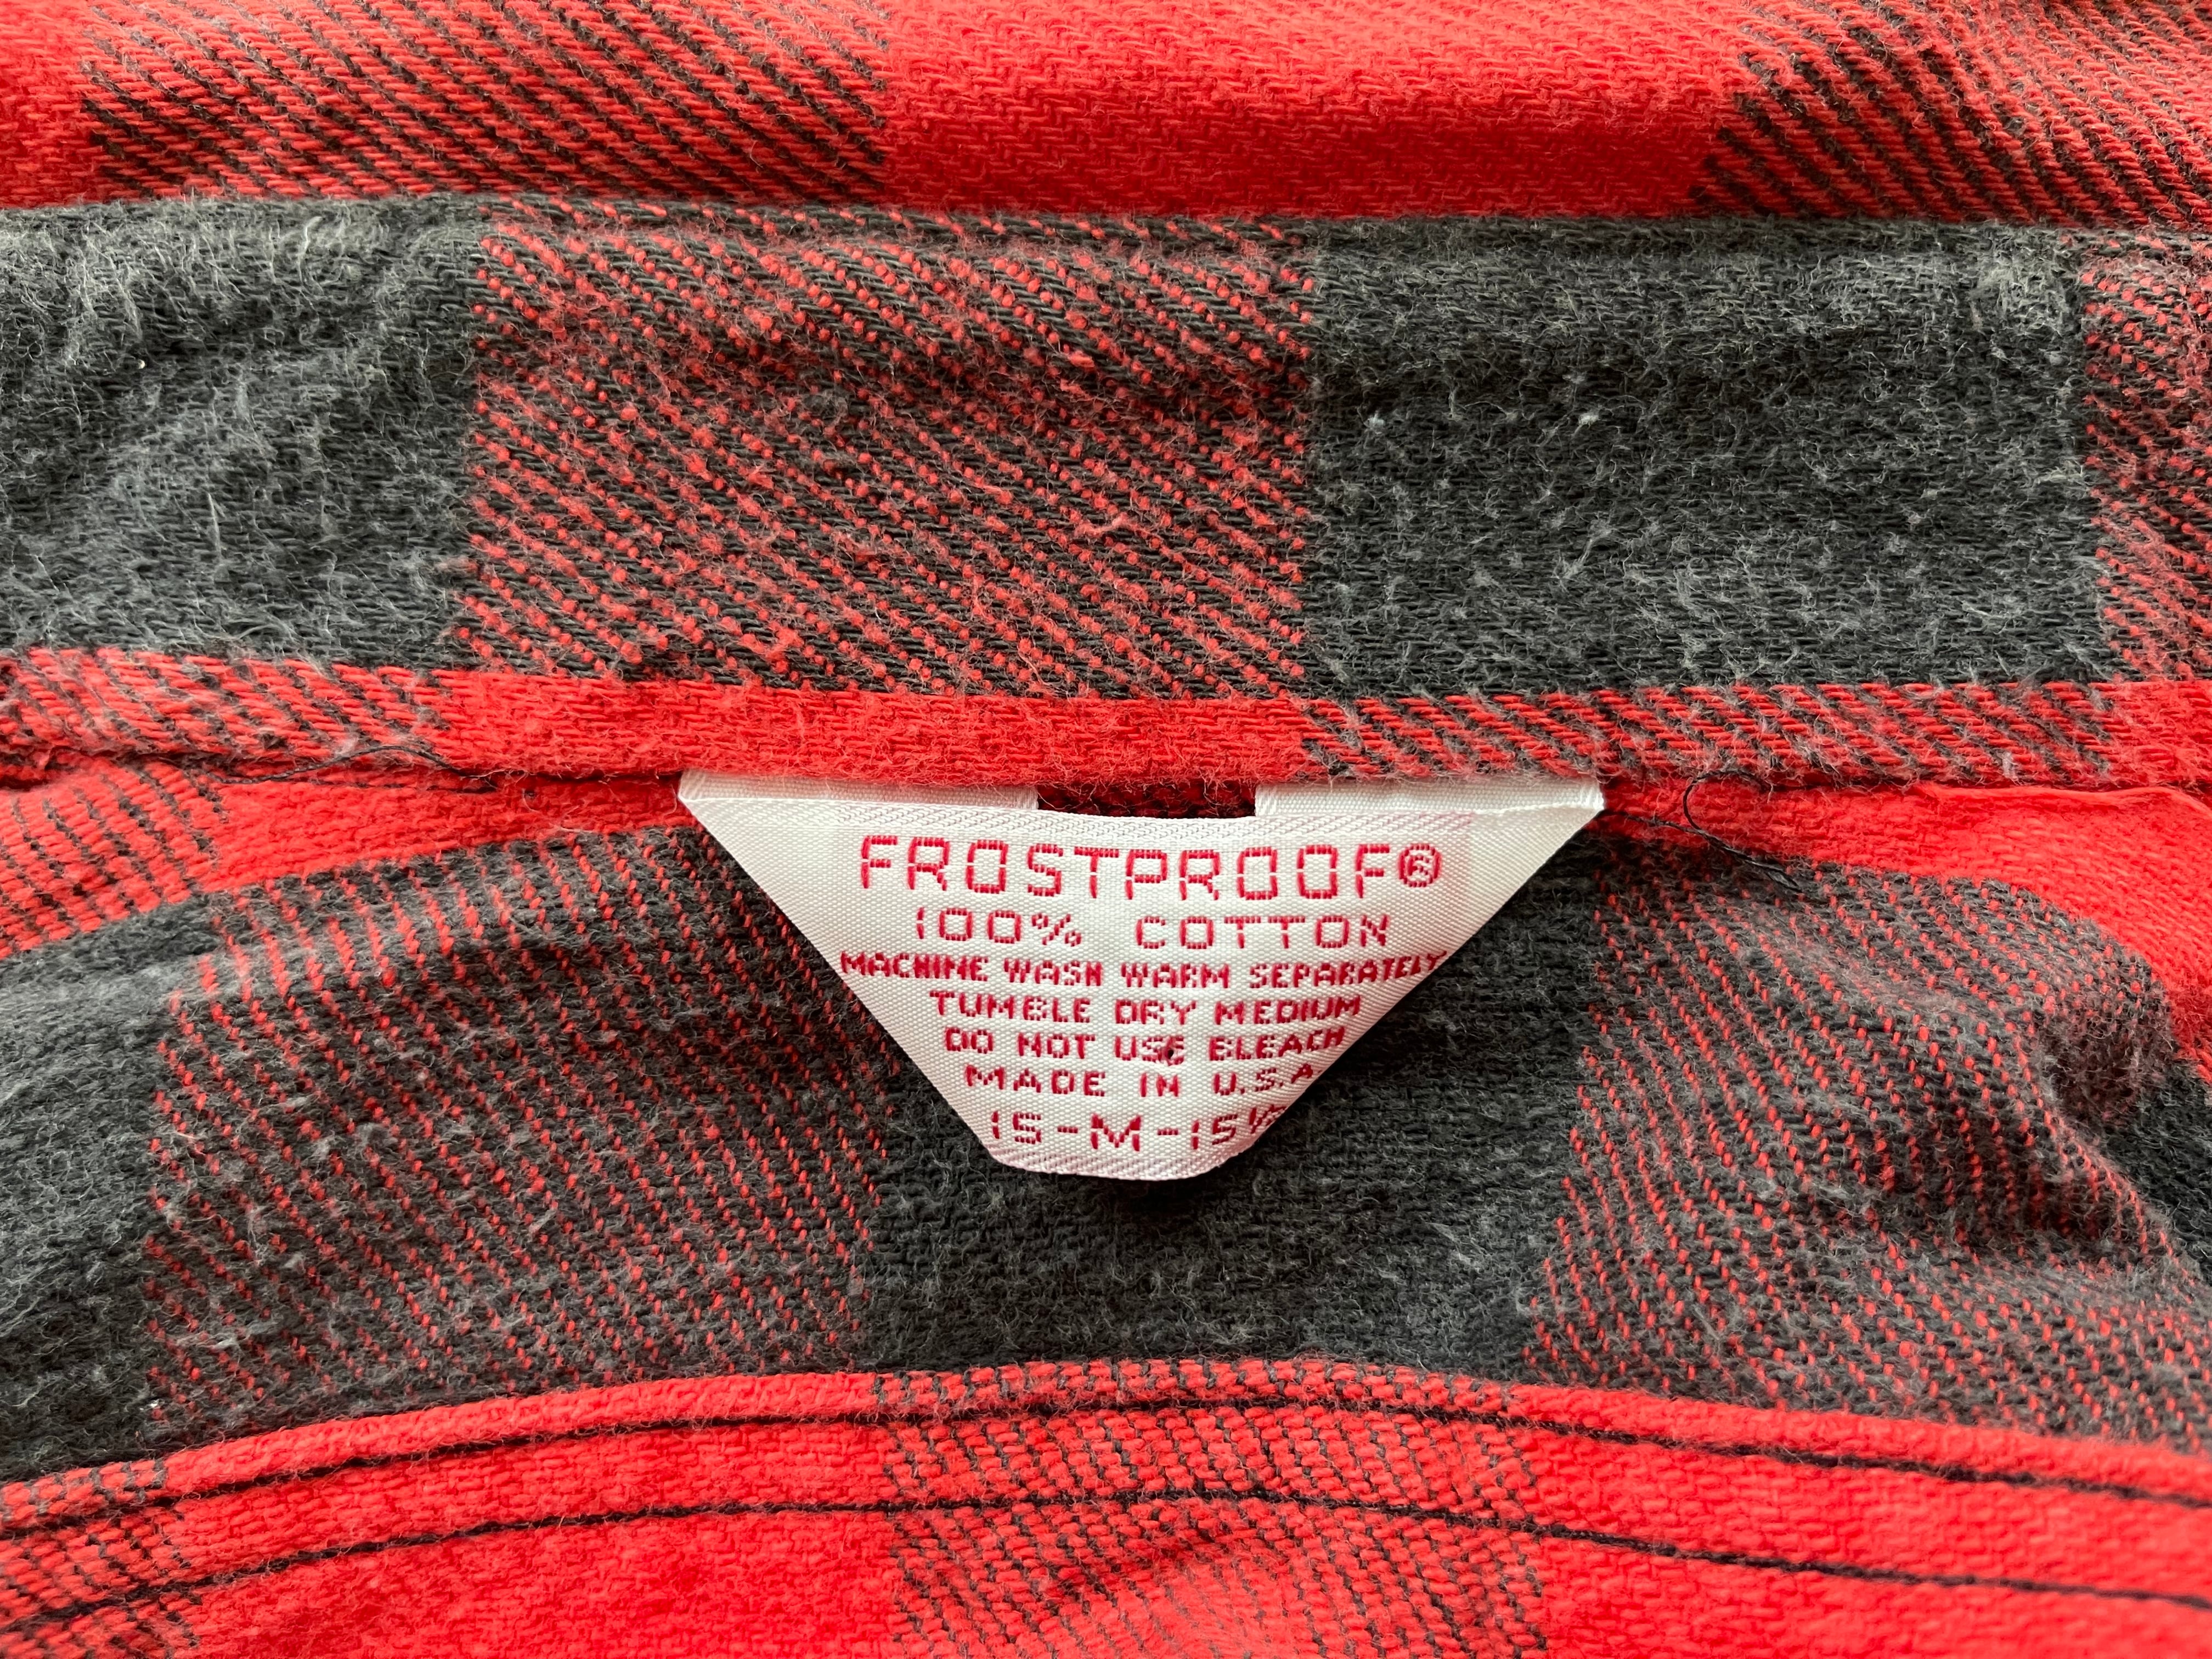 FROSTPROOF®
100% COTTON
MACHINE WASH WARM SEPARATELY
TUMBLE DRY MEDIUM
DO NOT USE BLEACH
MADE IN U.S.A
15-M-15½